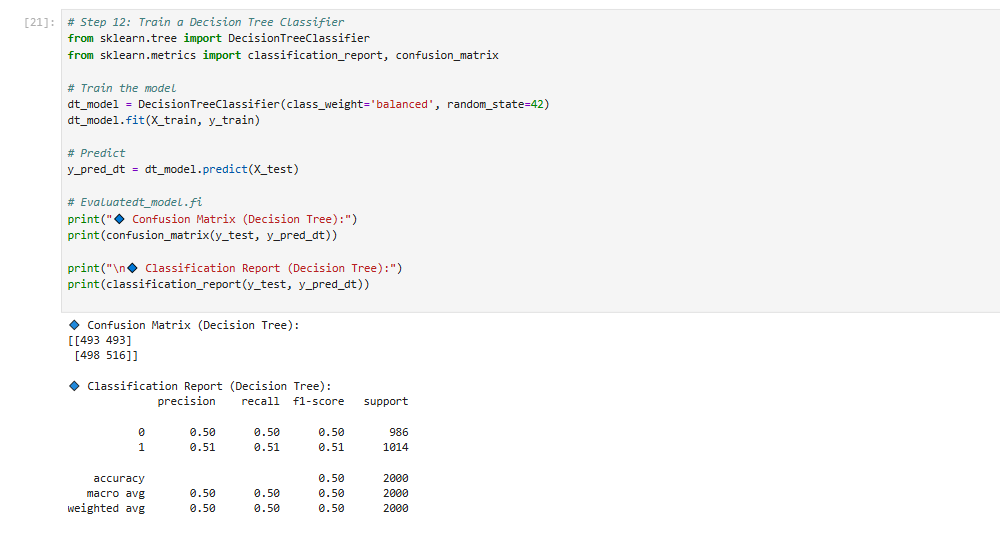 [21]:
# Step 12: Train a Decision Tree Classifier
from sklearn.tree import DecisionTreeClassifier
from sklearn.metrics import classification_report, confusion_matrix
# Train the model
dt_model = DecisionTreeClassifier(class_weight='balanced', random_state=42)
dt_model.fit(X_train, y_train)
# Predict
y_pred_dt = dt_model.predict(X_test)
# Evaluatedt_model.fi
print("🔷 Confusion Matrix (Decision Tree):")
print(confusion_matrix(y_test, y_pred_dt))
print("\n🔷 Classification Report (Decision Tree):")
print(classification_report(y_test, y_pred_dt))
🔷 Confusion Matrix (Decision Tree):
[[493 493]
 [498 516]]
🔷 Classification Report (Decision Tree):
              precision    recall  f1-score   support
           0       0.50      0.50      0.50       986
           1       0.51      0.51      0.51      1014
    accuracy                           0.50      2000
   macro avg       0.50      0.50      0.50      2000
weighted avg       0.50      0.50      0.50      2000